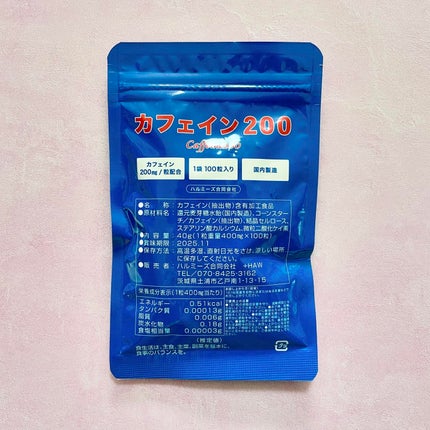 カフェイン200
カフェイン
200mg/粒配合
1袋 100粒入り
国内製造
ハルミーズ合同会社
●名称/カフェイン(抽出物)含有加工食品
●原材料名/還元麦芽糖水飴(国内製造)、コーンスター
チ/カフェイン(抽出物)、結晶セルロース、
ステアリン酸カルシウム、微粒二酸化ケイ素
●内容量/40g(1粒重量400mg×100粒)
●賞味期限/2025.11
●保存方法/高温多湿、直射日光をさけ、涼しい場所
に保存してください。
●販売者/ハルミーズ合同会社 +HAW
TEL/070-8425-3162
茨城県土浦市乙戸南1-13-15
栄養成分表示(1粒400mg当たり)
エネルギー 0.51kcal
タンパク質 0.00013g
脂質 0.006g
炭水化物 0.18g
食塩相当量 0.00003g
(推定値)
食生活は、主食、主菜、副菜を基本に、
食事のバランスを。
プラ